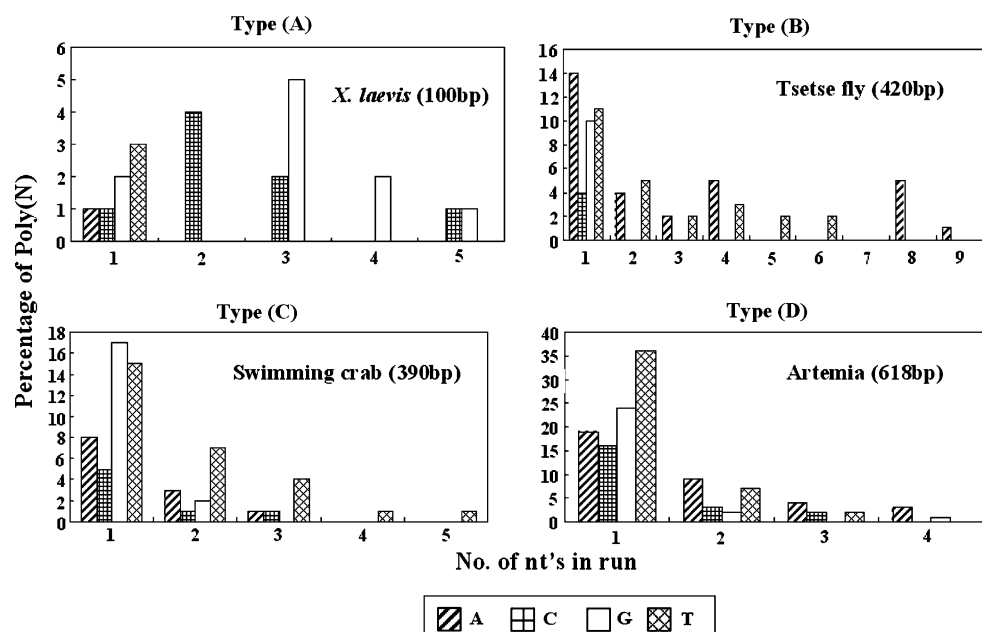 Type (A)
6
5
4
3
2
1
0
X. laevis (100bp)
1 2 3 4 5
Type (B)
16
14
12
10
8
6
4
2
0
Tsetse fly (420bp)
1 2 3 4 5 6 7 8 9
Percentage of Poly(N)
Type (C)
18
16
14
12
10
8
6
4
2
0
Swimming crab (390bp)
1 2 3 4 5
Type (D)
40
35
30
25
20
15
10
5
0
Artemia (618bp)
1 2 3 4
No. of nt's in run
A C G T